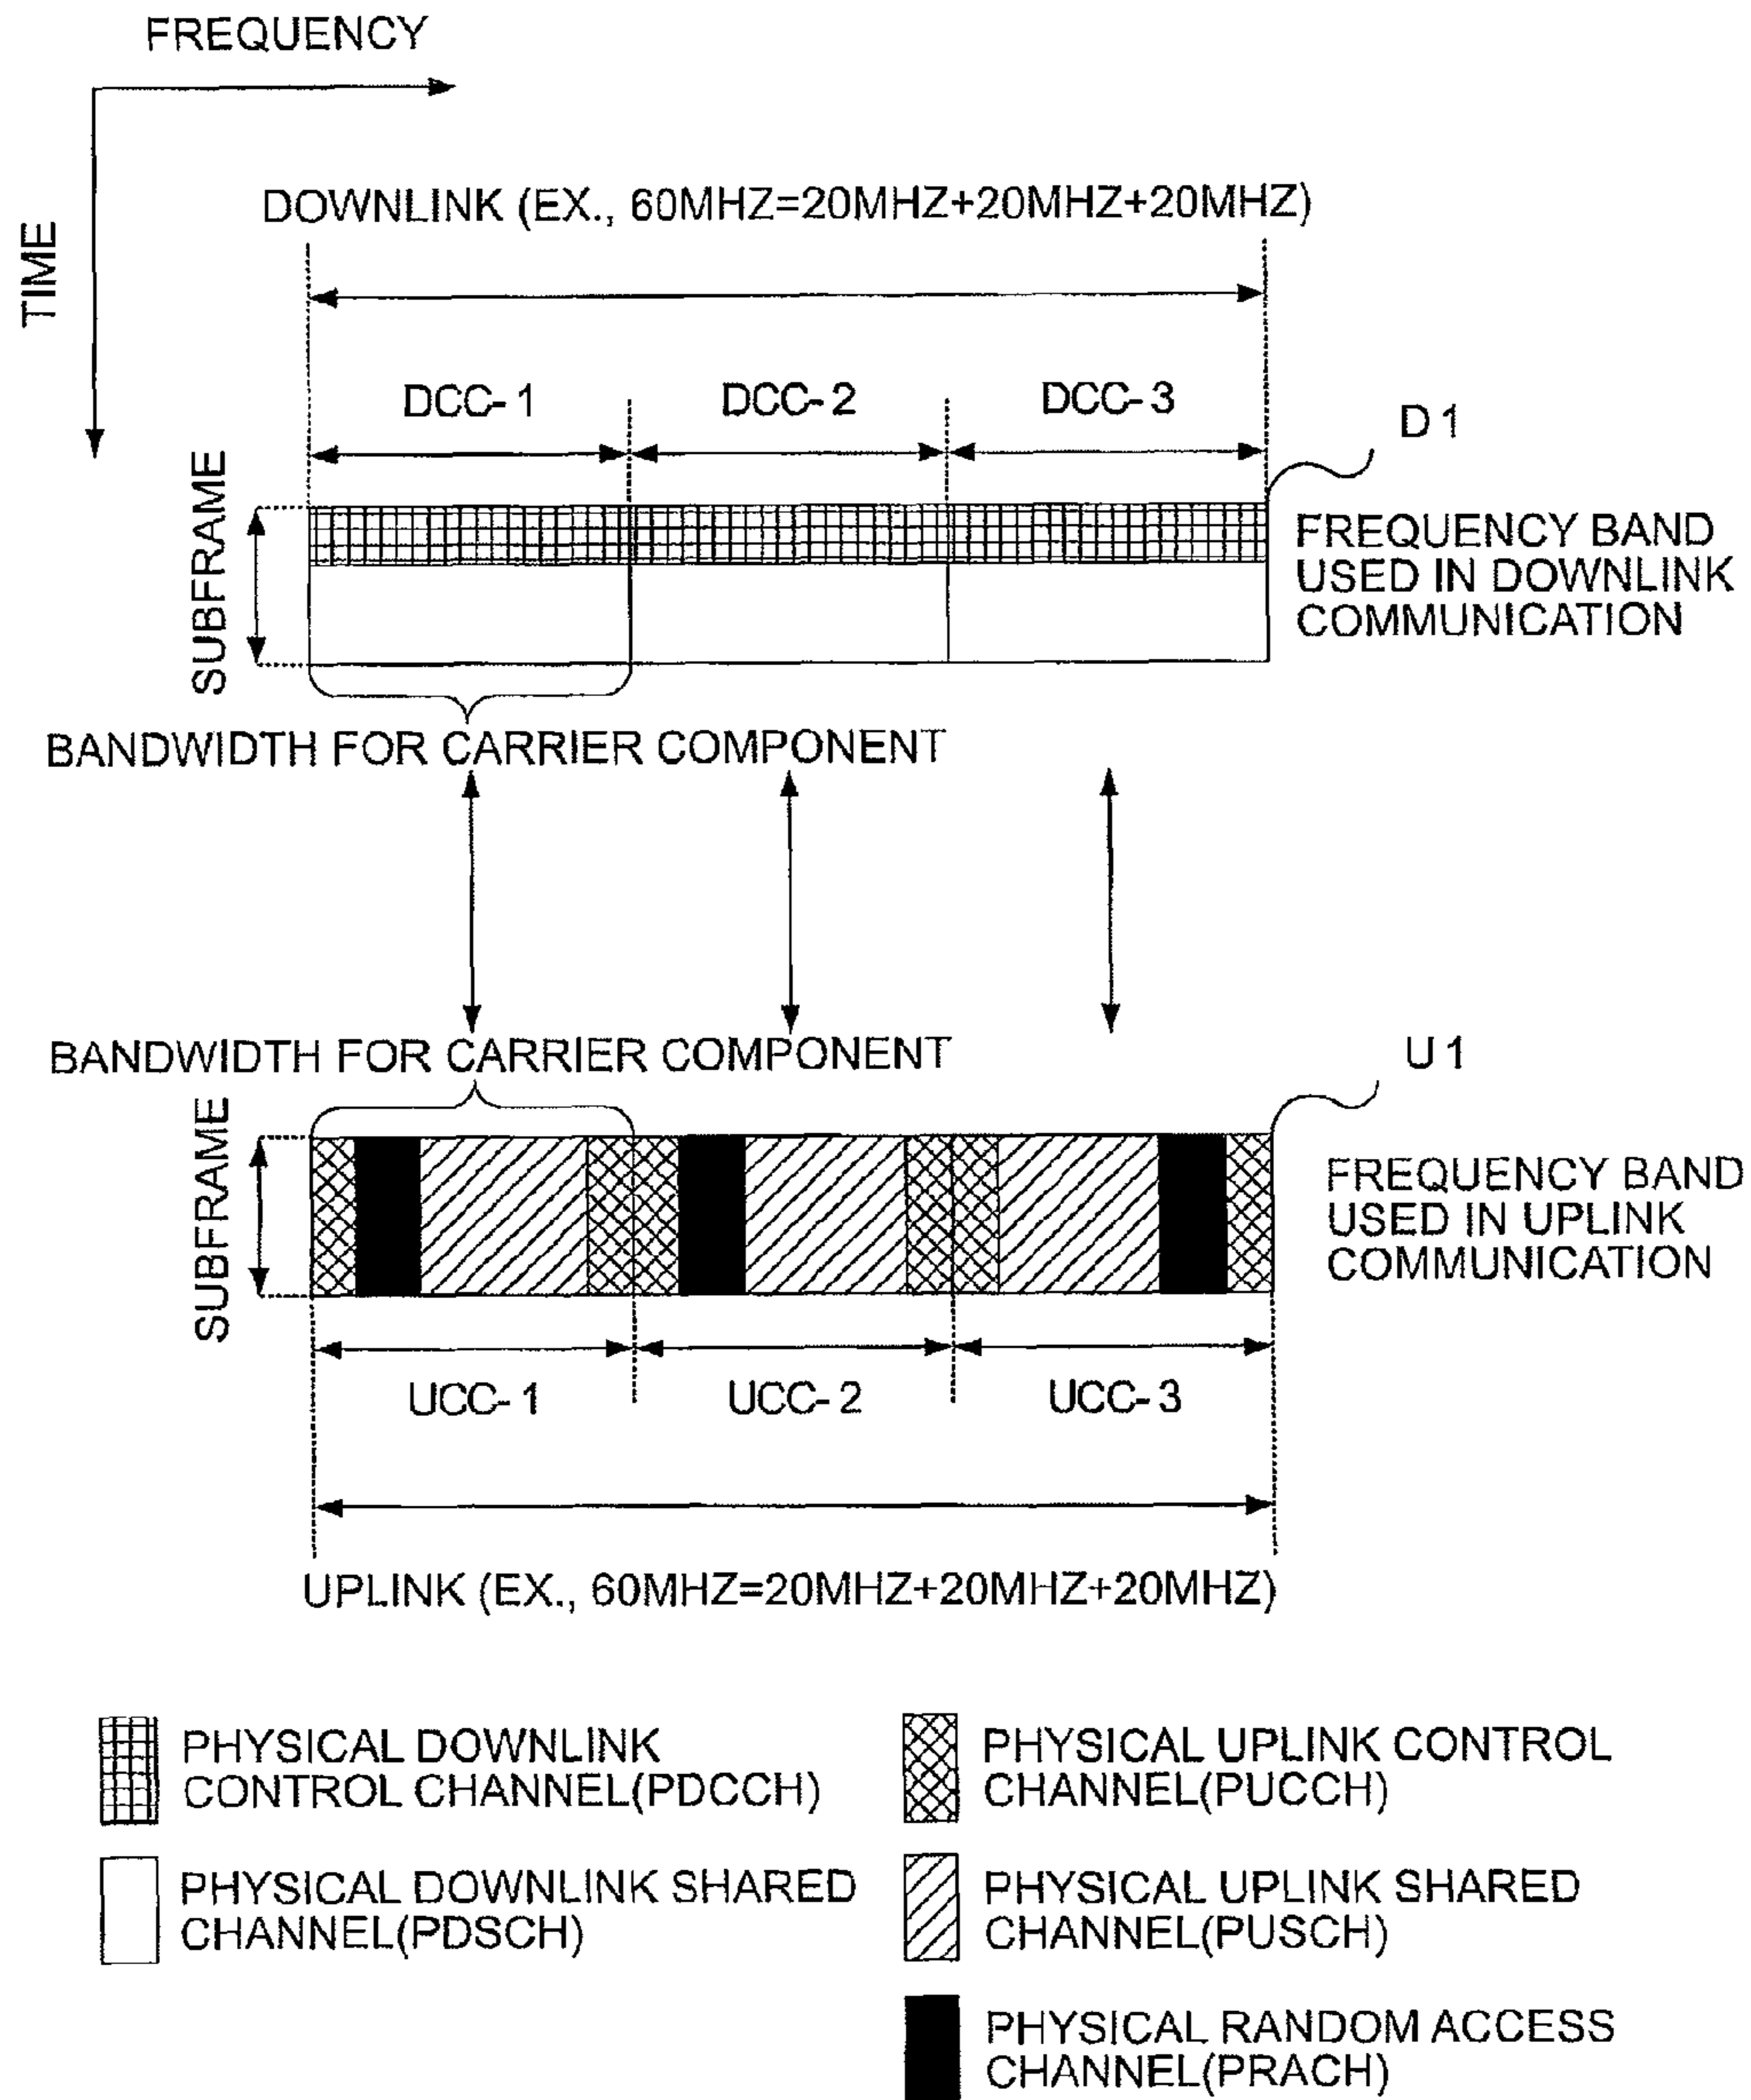 FREQUENCY
TIME
DOWNLINK (EX., 60MHZ=20MHZ+20MHZ+20MHZ)
DCC-1
DCC-2
DCC-3
D1
SUBFRAME
FREQUENCY BAND
USED IN DOWNLINK
COMMUNICATION
BANDWIDTH FOR CARRIER COMPONENT
BANDWIDTH FOR CARRIER COMPONENT
U1
SUBFRAME
FREQUENCY BAND
USED IN UPLINK
COMMUNICATION
UCC-1
UCC-2
UCC-3
UPLINK (EX., 60MHZ=20MHZ+20MHZ+20MHZ)
PHYSICAL DOWNLINK
CONTROL CHANNEL(PDCCH)
PHYSICAL UPLINK CONTROL
CHANNEL(PUCCH)
PHYSICAL DOWNLINK SHARED
CHANNEL(PDSCH)
PHYSICAL UPLINK SHARED
CHANNEL(PUSCH)
PHYSICAL RANDOM ACCESS
CHANNEL(PRACH)